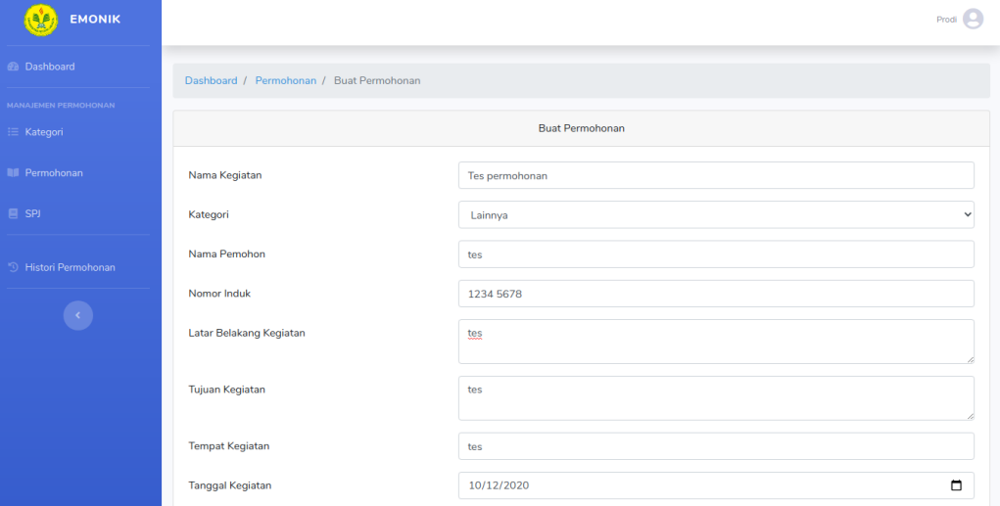 EMONIK
Prodi
Dashboard
MANAJEMEN PERMOHONAN
Kategori
Permohonan
SPJ
Histori Permohonan
Dashboard / Permohonan / Buat Permohonan
Buat Permohonan
Nama Kegiatan
Tes permohonan
Kategori
Lainnya
Nama Pemohon
tes
Nomor Induk
1234 5678
Latar Belakang Kegiatan
tes
Tujuan Kegiatan
tes
Tempat Kegiatan
tes
Tanggal Kegiatan
10/12/2020